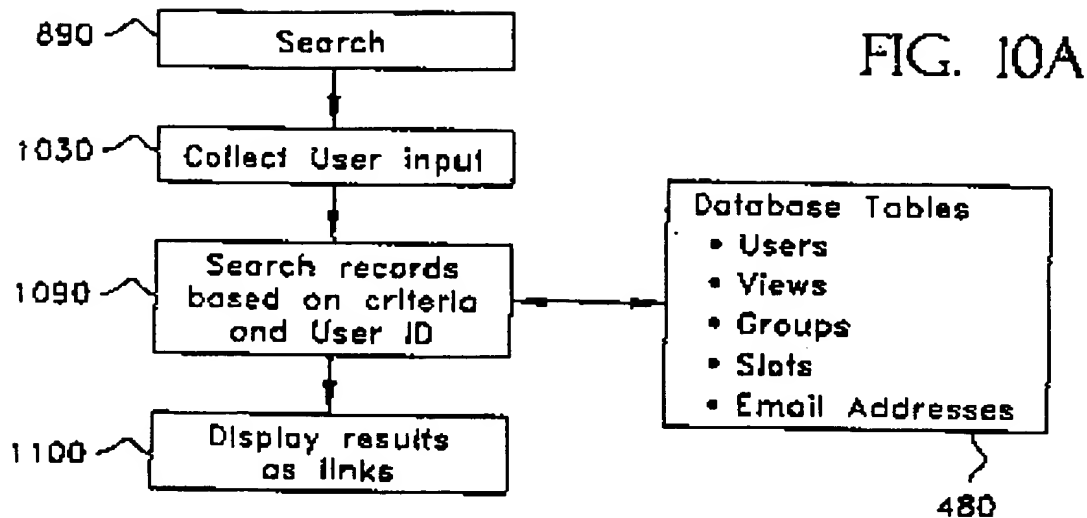 FIG. 10A
890
Search
1030
Collect User input
1090
Search records
based on criteria
and User ID
Database Tables
• Users
• Views
• Groups
• Slots
• Email Addresses
480
1100
Display results
as links